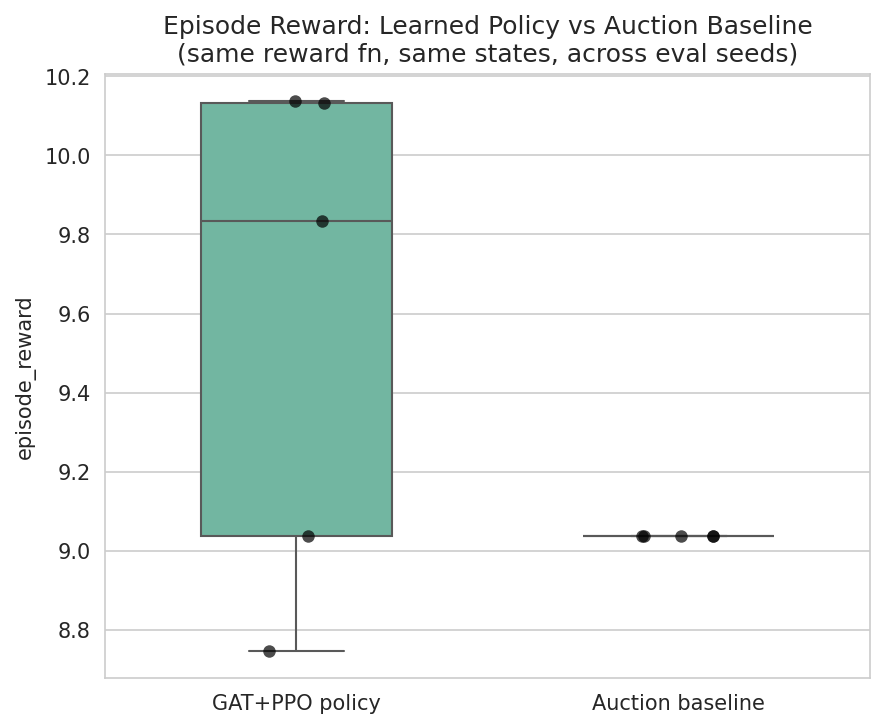 Episode Reward: Learned Policy vs Auction Baseline
(same reward fn, same states, across eval seeds)
10.2
10.0
9.8
9.6
9.4
9.2
9.0
8.8
episode_reward
GAT+PPO policy
Auction baseline